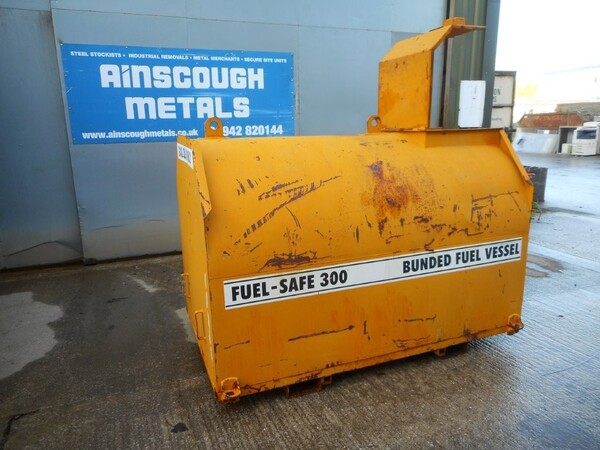 STEEL STOCKISTS • INDUSTRIAL REMOVALS • METAL MERCHANTS • SECURE SITE UNITS
AINSCOUGH
METALS
www.ainscoughmetals.co.uk
942 820144
FUEL-SAFE 300
BUNDED FUEL VESSEL